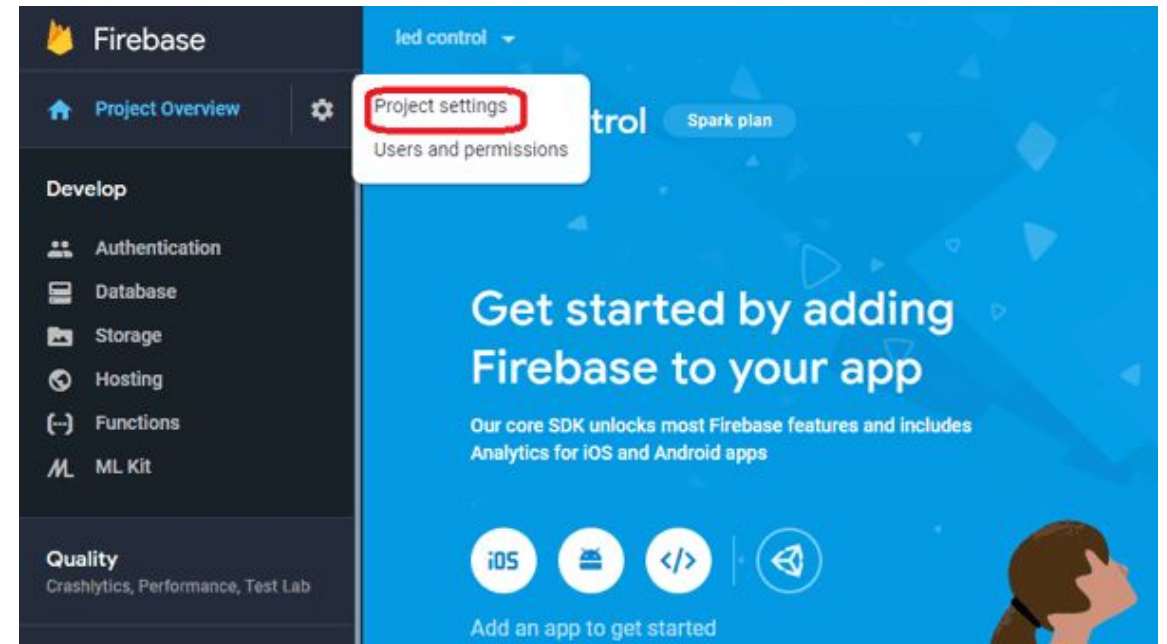 Firebase
led control
Project Overview
Project settings
Users and permissions
trol
Spark plan
Develop
Authentication
Database
Storage
Hosting
Functions
ML Kit
Get started by adding
Firebase to your app
Our core SDK unlocks most Firebase features and includes
Analytics for iOS and Android apps
iOS
Add an app to get started
Quality
Crashlytics, Performance, Test Lab